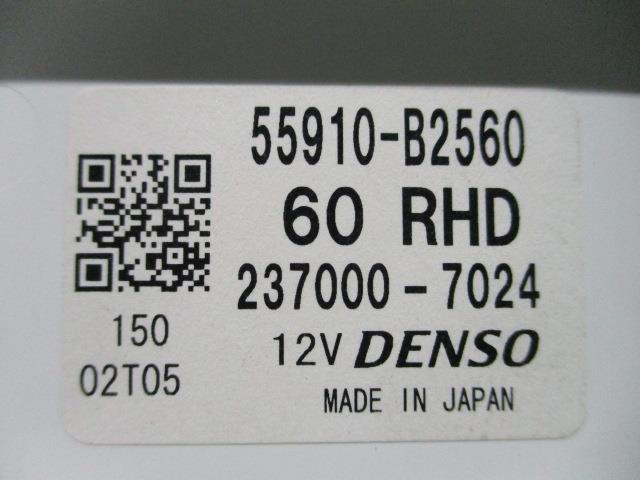 55910-B2560
60 RHD
237000-7024
12V DENSO
MADE IN JAPAN
150
02T05